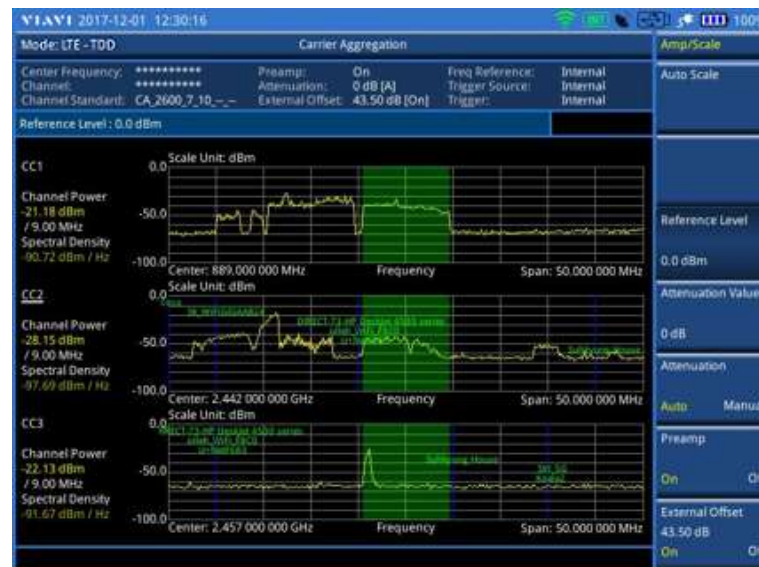 VIAVI 2017-12-01 12:30:16
100%
Mode: LTE - TDD
Carrier Aggregation
Amp/Scale
Center Frequency: **********
Preamp: On
Freq Reference: Internal
Channel: **********
Attenuation: 0 dB [A]
Trigger Source: Internal
Channel Standard: CA_2600_7_10_-_-
External Offset: 43.50 dB [On]
Trigger: Internal
Reference Level : 0.0 dBm
Auto Scale
Reference Level
0.0 dBm
Attenuation Value
0 dB
Attenuation
Auto Manua
Preamp
On O
External Offset
43.50 dB
On O
CC1
Channel Power
-21.18 dBm
/ 9.00 MHz
Spectral Density
-90.72 dBm / Hz
Scale Unit: dBm
0.0
-50.0
-100.0
Center: 889.000 000 MHz
Frequency
Span: 50.000 000 MHz
CC2
Channel Power
-28.15 dBm
/ 9.00 MHz
Spectral Density
-97.69 dBm / Hz
Scale Unit: dBm
0.0
-50.0
-100.0
DIRECT-73-HP DeskJet 4500 series
Center: 2.442 000 000 GHz
Frequency
Span: 50.000 000 MHz
CC3
Channel Power
-22.13 dBm
/ 9.00 MHz
Spectral Density
-91.67 dBm / Hz
Scale Unit: dBm
0.0
-50.0
-100.0
Center: 2.457 000 000 GHz
Frequency
Span: 50.000 000 MHz